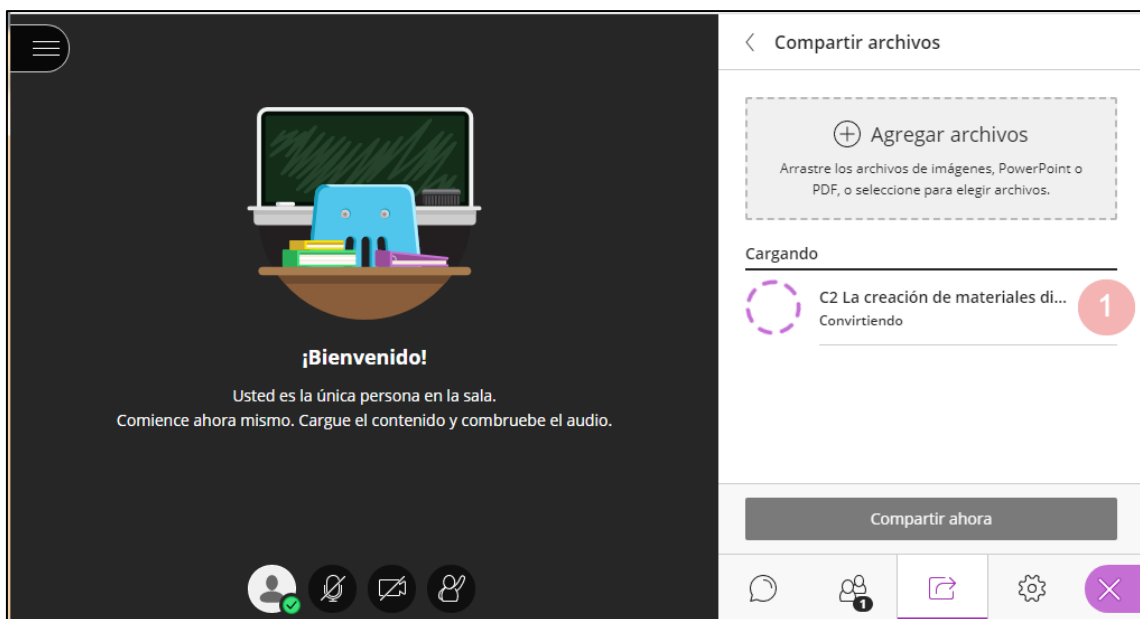 Compartir archivos
Agregar archivos
Arrastre los archivos de imágenes, PowerPoint o
PDF, o seleccione para elegir archivos.
Cargando
C2 La creación de materiales di...
Convirtiendo
1
¡Bienvenido!
Usted es la única persona en la sala.
Comience ahora mismo. Cargue el contenido y combruebe el audio.
Compartir ahora
1